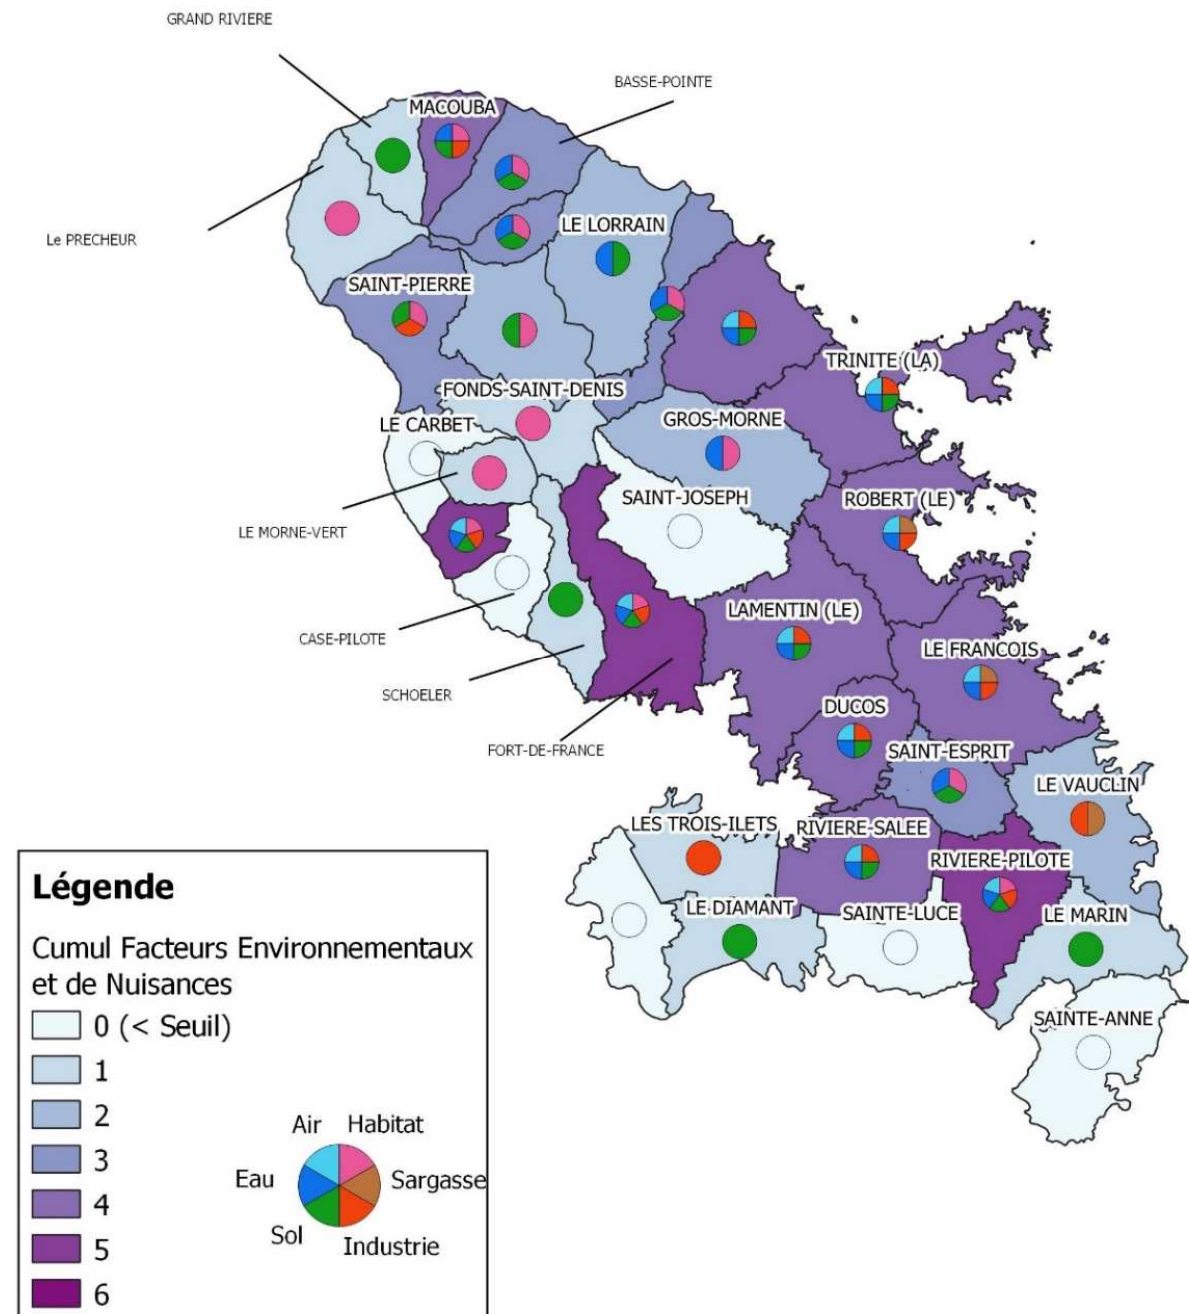 GRAND RIVIERE
BASSE-POINTE
MACOUBA
Le PRECHEUR
LE LORRAIN
SAINT-PIERRE
TRINITE (LA)
FONDS-SAINT-DENIS
LE CARBET
GROS-MORNE
SAINT-JOSEPH
ROBERT (LE)
LE MORNE-VERT
LAMENTIN (LE)
CASE-PILOTE
LE FRANCOIS
SCHOELER
DUCOS
FORT-DE-FRANCE
SAINT-ESPRIT
LE VAUCLIN
LES TROIS-ILETS
RIVIERE-SALEE
RIVIERE-PILOTE
LE DIAMANT
SAINTE-LUCE
LE MARIN
SAINTE-ANNE
Légende
Cumul Facteurs Environnementaux
et de Nuisances
0 (< Seuil)
1
2
3
4
5
6
Air
Habitat
Eau
Sargasse
Sol
Industrie